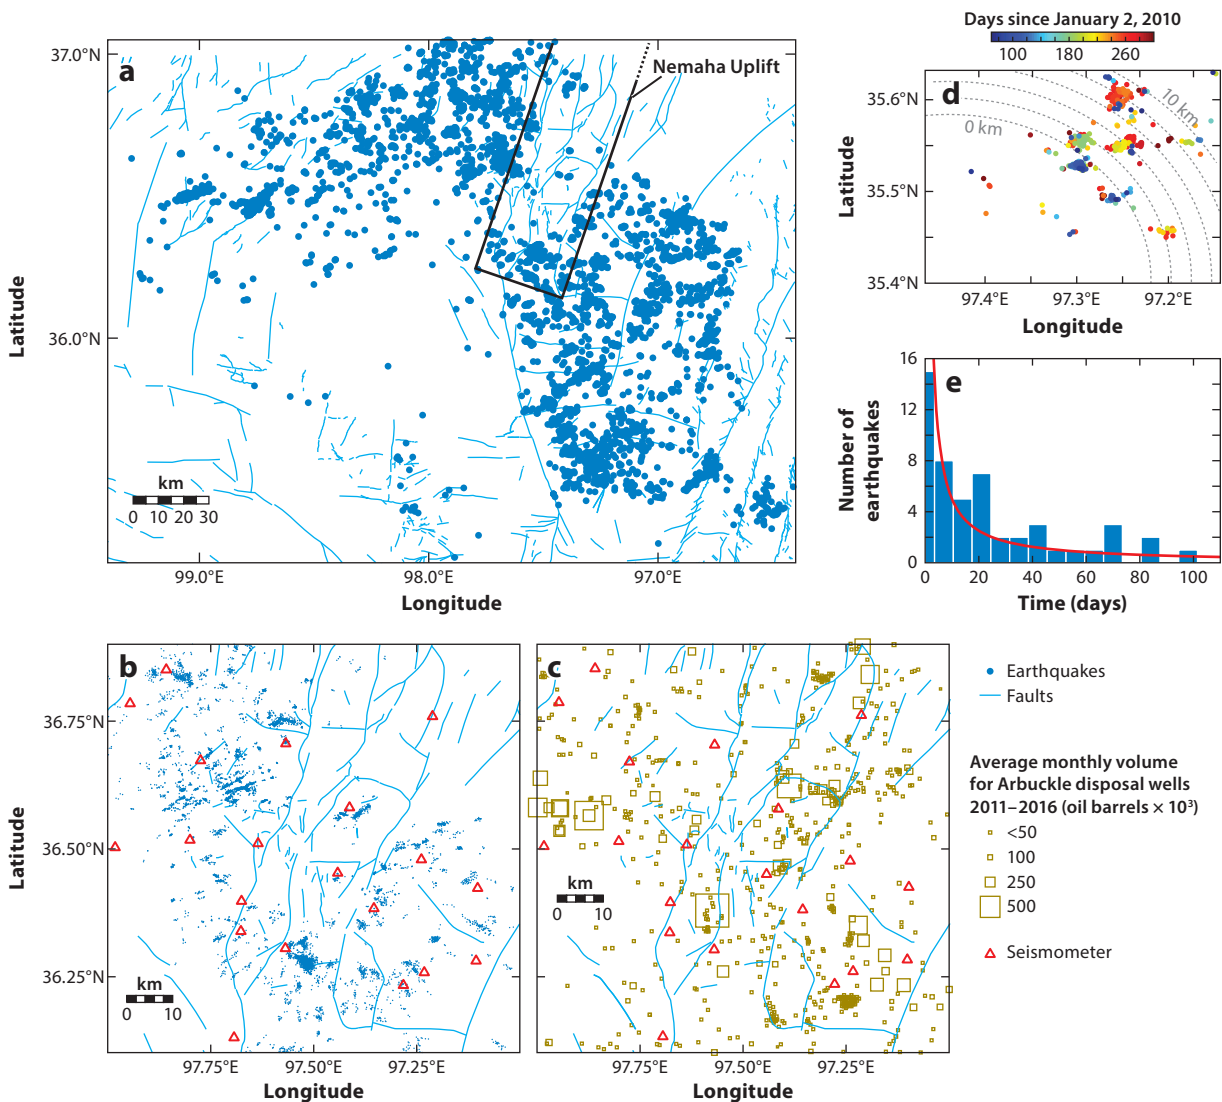 Days since January 2, 2010
100 180 260
a
Nemaha Uplift
37.0°N
36.0°N
Latitude
km
0 10 20 30
99.0°E 98.0°E 97.0°E
Longitude
d
10 km
0 km
35.6°N
35.5°N
35.4°N
Latitude
97.4°E 97.3°E 97.2°E
Longitude
e
16
12
8
4
0
Number of
earthquakes
0 20 40 60 80 100
Time (days)
b
36.75°N
36.50°N
36.25°N
Latitude
km
0 10
97.75°E 97.50°E 97.25°E
Longitude
c
km
0 10
97.75°E 97.50°E 97.25°E
Longitude
Earthquakes
Faults
Average monthly volume
for Arbuckle disposal wells
2011–2016 (oil barrels × 10³)
<50
100
250
500
Seismometer